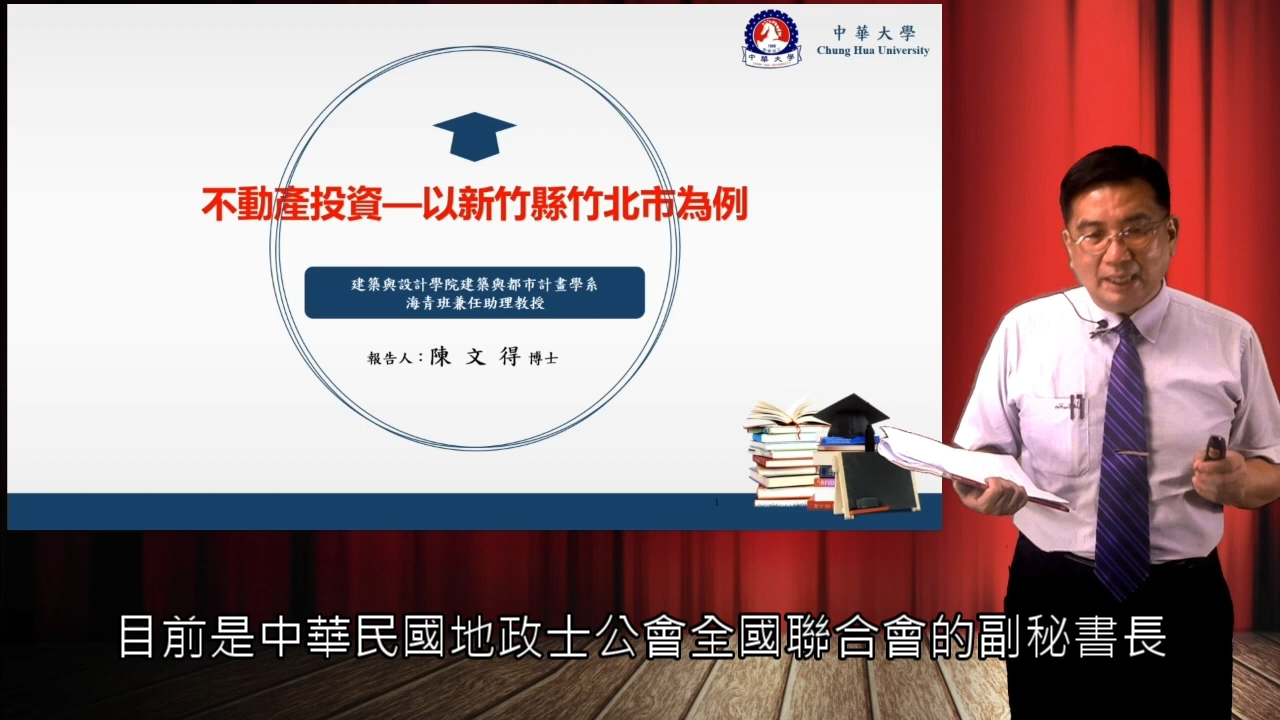 中華大學
Chung Hua University
中華大學
不動產投資—以新竹縣竹北市為例
建築與設計學院建築與都市計畫學系
海青班兼任助理教授
報告人：陳文得博士
目前是中華民國地政士公會全國聯合會的副秘書長